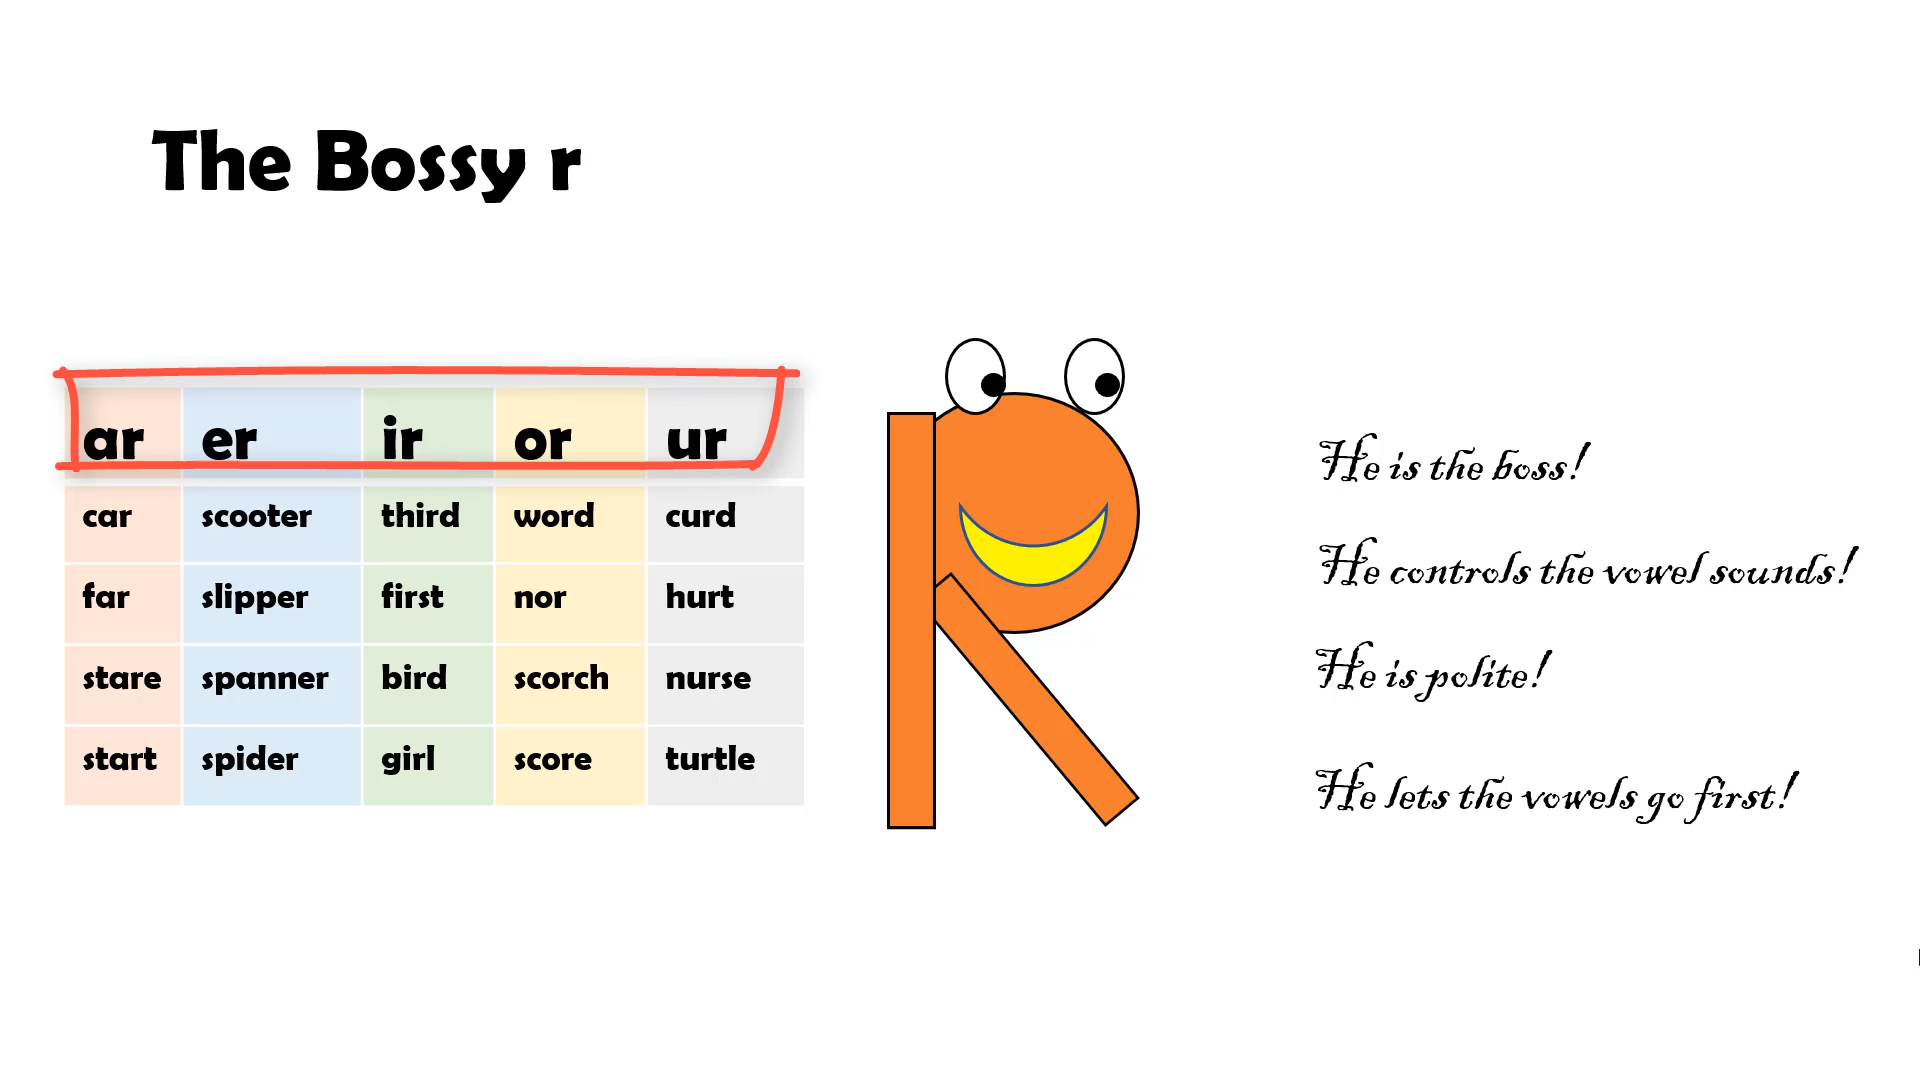 The Bossy r
ar er ir or ur
car scooter third word curd
far slipper first nor hurt
stare spanner bird scorch nurse
start spider girl score turtle
He is the boss!
He controls the vowel sounds!
He is polite!
He lets the vowels go first!